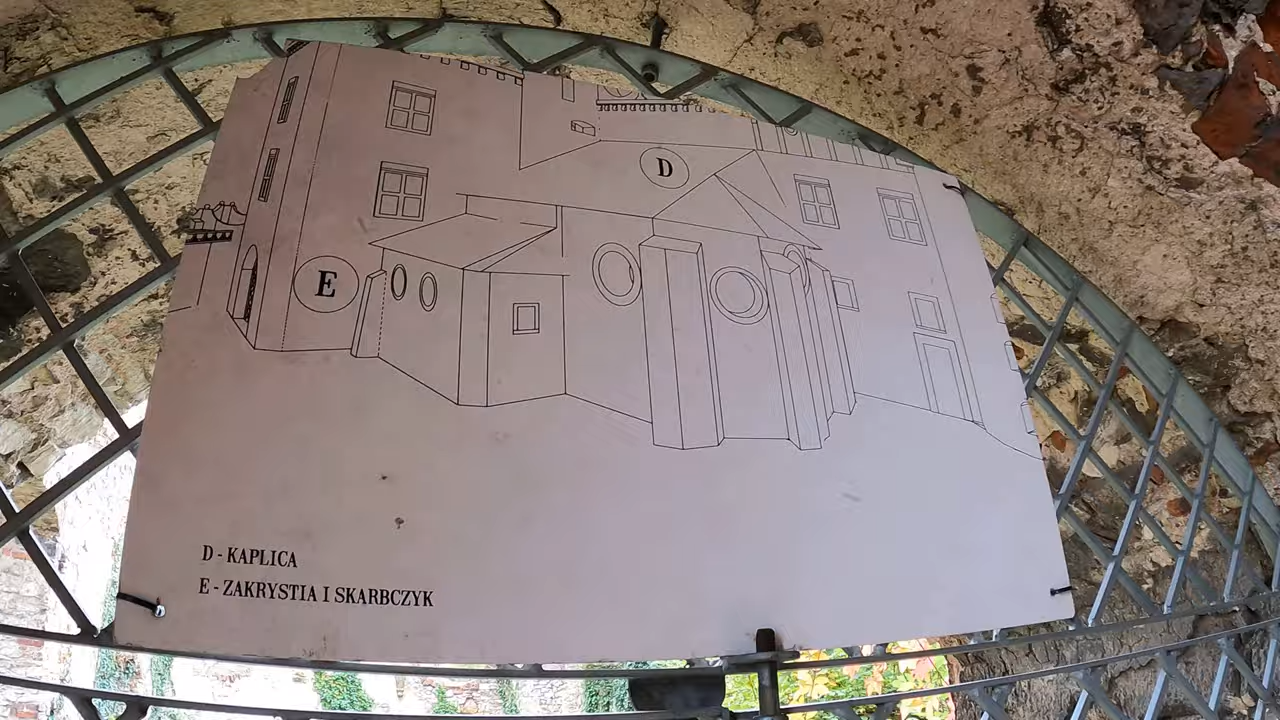 D
E
D - KAPLICA
E - ZAKRYSTIA I SKARBCZYK